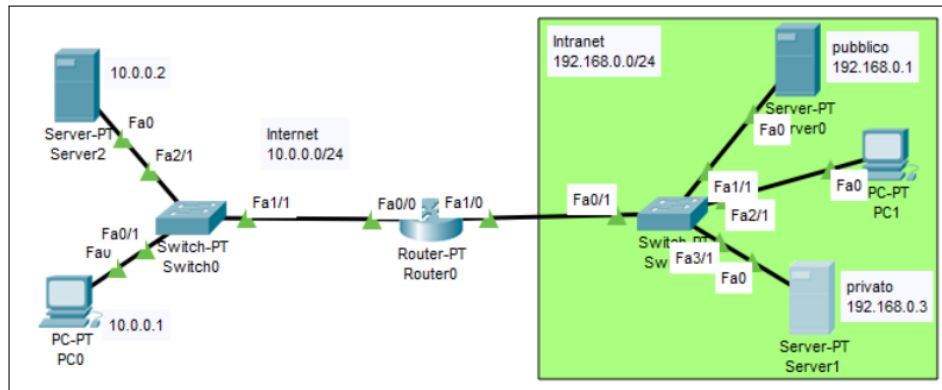 10.0.0.2
Server-PT
Server2
Fa0
Fa2/1
Internet
10.0.0.0/24
Fa1/1
Fa0/1
Switch-PT
Switch0
10.0.0.1
PC-PT
PC0
Fa0/0
Fa1/0
Router-PT
Router0
Intranet
192.168.0.0/24
pubblico
192.168.0.1
Server-PT
Fa0
Fa0/1
Fa1/1
Fa2/1
Fa0
PC-PT
PC1
Fa3/1
Fa0
privato
192.168.0.3
Server-PT
Server1